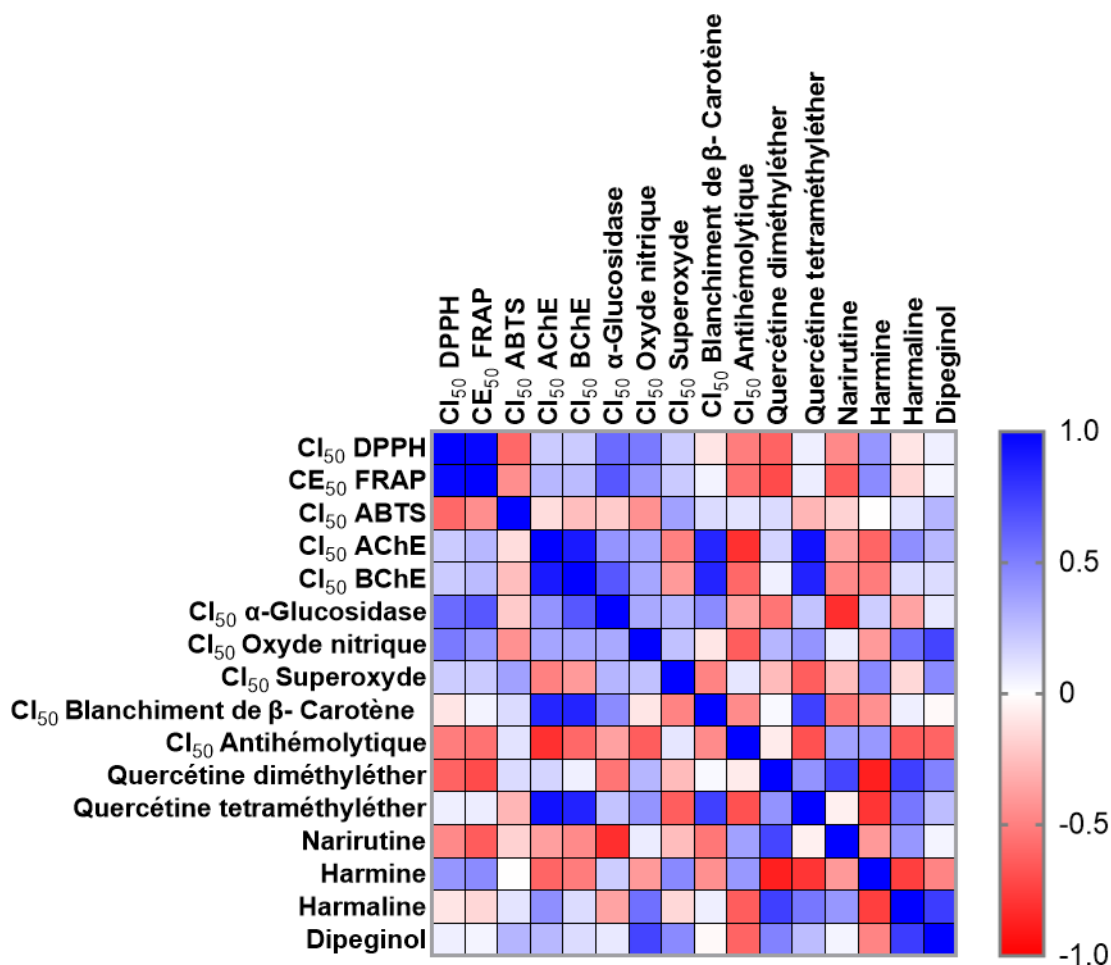 CI₅₀ DPPH
CE₅₀ FRAP
CI₅₀ ABTS
CI₅₀ AChE
CI₅₀ BChE
CI₅₀ α-Glucosidase
CI₅₀ Oxyde nitrique
CI₅₀ Superoxyde
CI₅₀ Blanchiment de β- Carotène
CI₅₀ Antihémolytique
Quercétine diméthyléther
Quercétine tetraméthyléther
Narirutine
Harmine
Harmaline
Dipeginol
CI₅₀ DPPH
CE₅₀ FRAP
CI₅₀ ABTS
CI₅₀ AChE
CI₅₀ BChE
CI₅₀ α-Glucosidase
CI₅₀ Oxyde nitrique
CI₅₀ Superoxyde
CI₅₀ Blanchiment de β- Carotène
CI₅₀ Antihémolytique
Quercétine diméthyléther
Quercétine tetraméthyléther
Narirutine
Harmine
Harmaline
Dipeginol
1.0
0.5
0
-0.5
-1.0